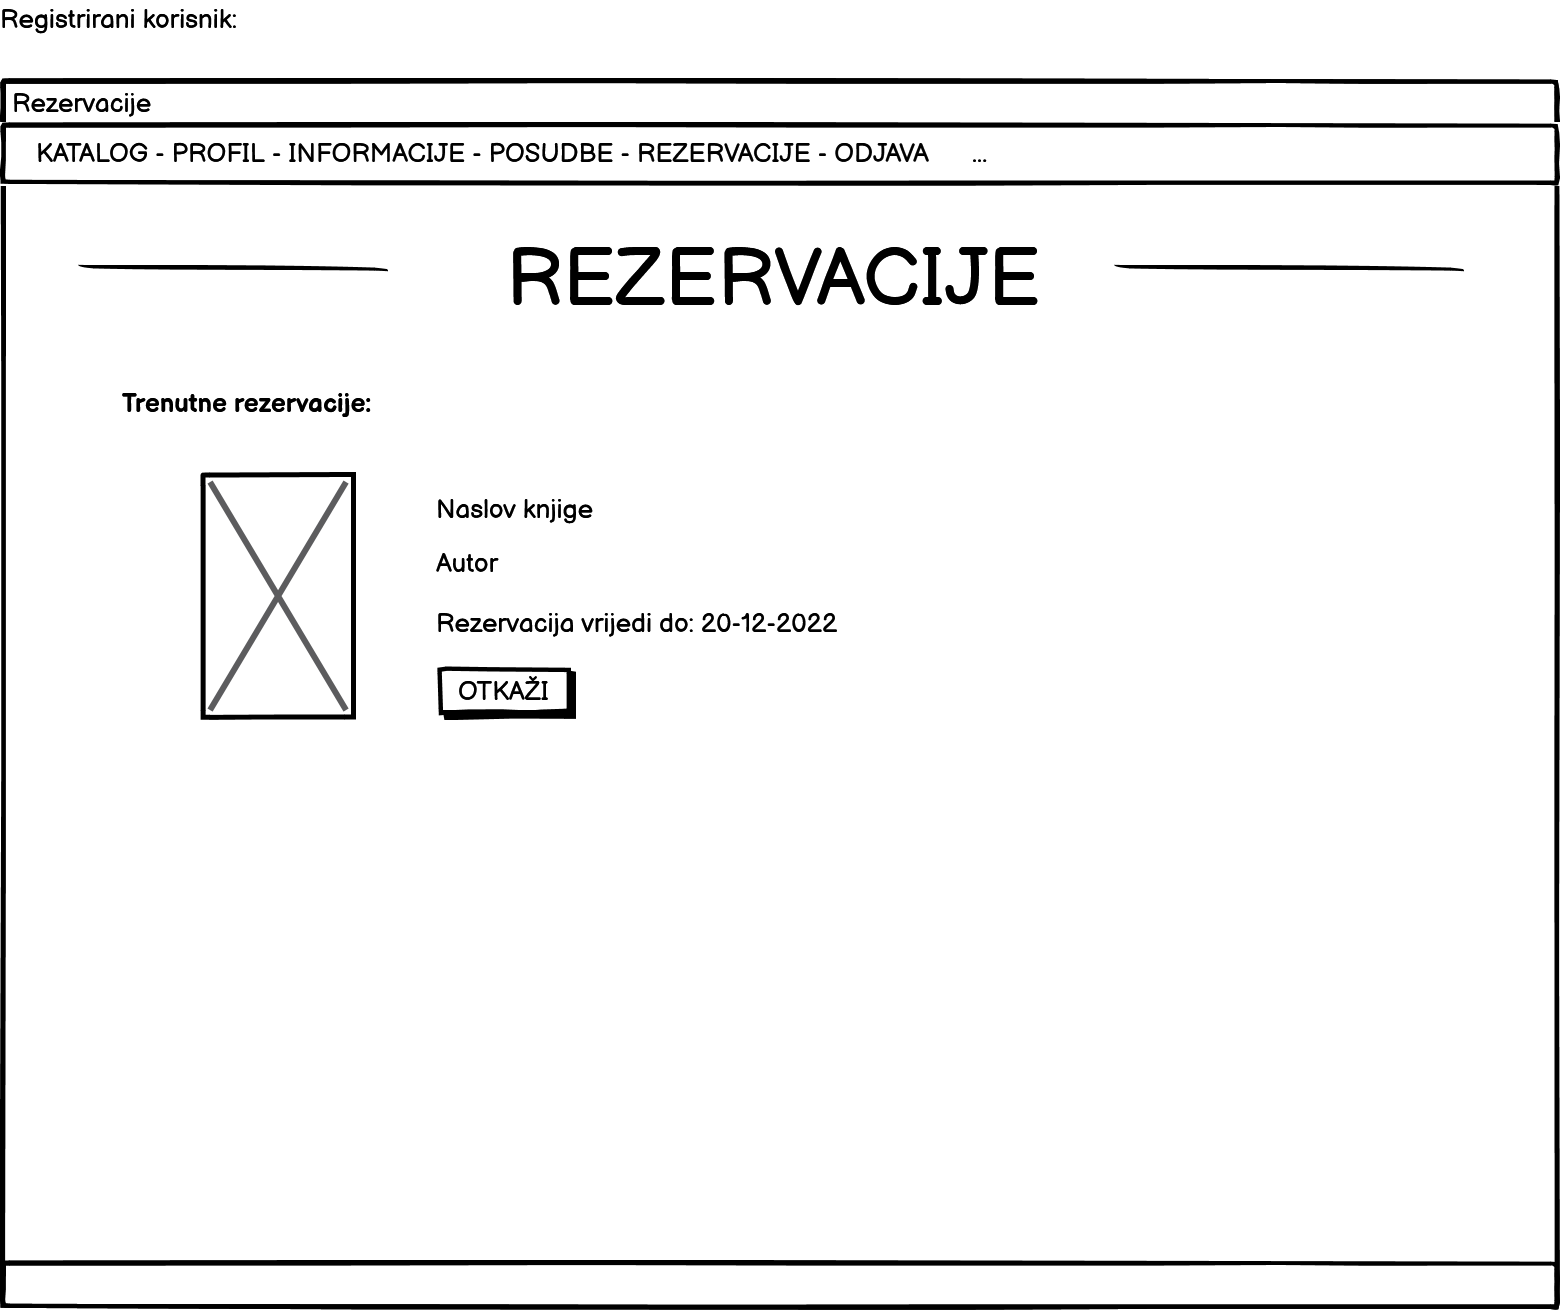 Registrirani korisnik:
Rezervacije
KATALOG - PROFIL - INFORMACIJE - POSUDBE - REZERVACIJE - ODJAVA ...
REZERVACIJE
Trenutne rezervacije:
Naslov knjige
Autor
Rezervacija vrijedi do: 20-12-2022
OTKAŽI